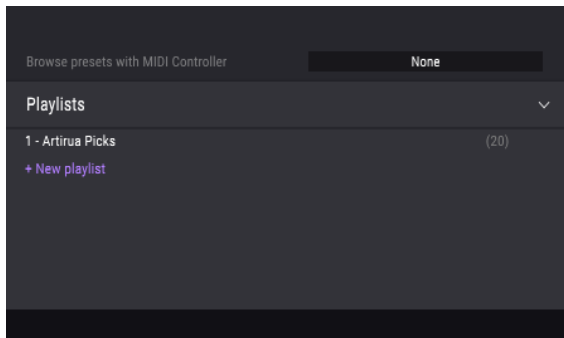 Browse presets with MIDI Controller None
Playlists
1 - Artirua Picks (20)
+ New playlist